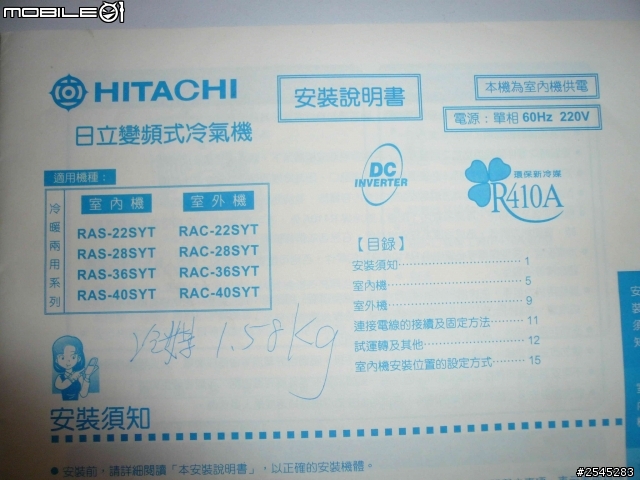 mobile01
HITACHI
日立變頻式冷氣機
安裝說明書
本機為室內機供電
電源：單相 60Hz 220V
適用機種：
冷暖兩用系列
室內機 室外機
RAS-22SYT RAC-22SYT
RAS-28SYT RAC-28SYT
RAS-36SYT RAC-36SYT
RAS-40SYT RAC-40SYT
DC
INVERTER
環保新冷媒
R410A
【目錄】
安裝須知 1
室內機 5
室外機 9
連接電線的接續及固定方法 11
試運轉及其他 12
室內機安裝位置的設定方式 15
冷媒 1.58kg
安裝須知
安裝須知
● 安裝前，請詳細閱讀「本安裝說明書」，以正確的安裝機體。
#2545283